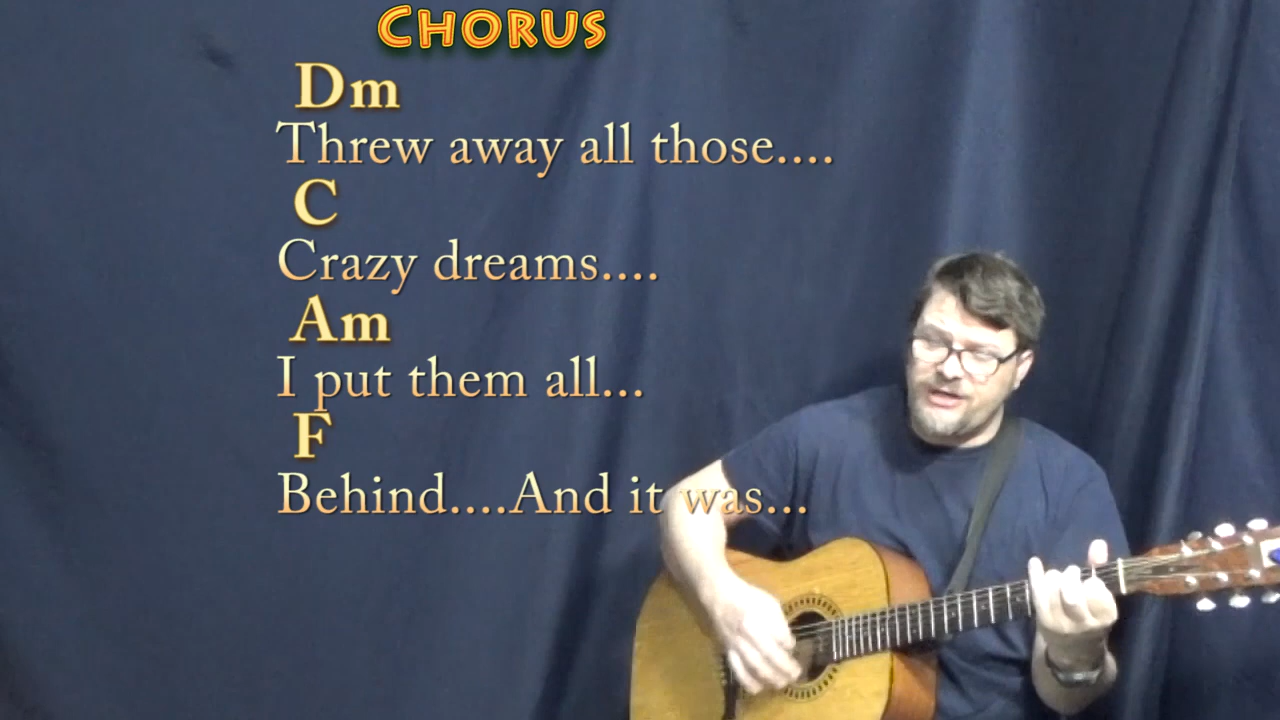 CHORUS
Dm
Threw away all those....
C
Crazy dreams....
Am
I put them all...
F
Behind....And it was...